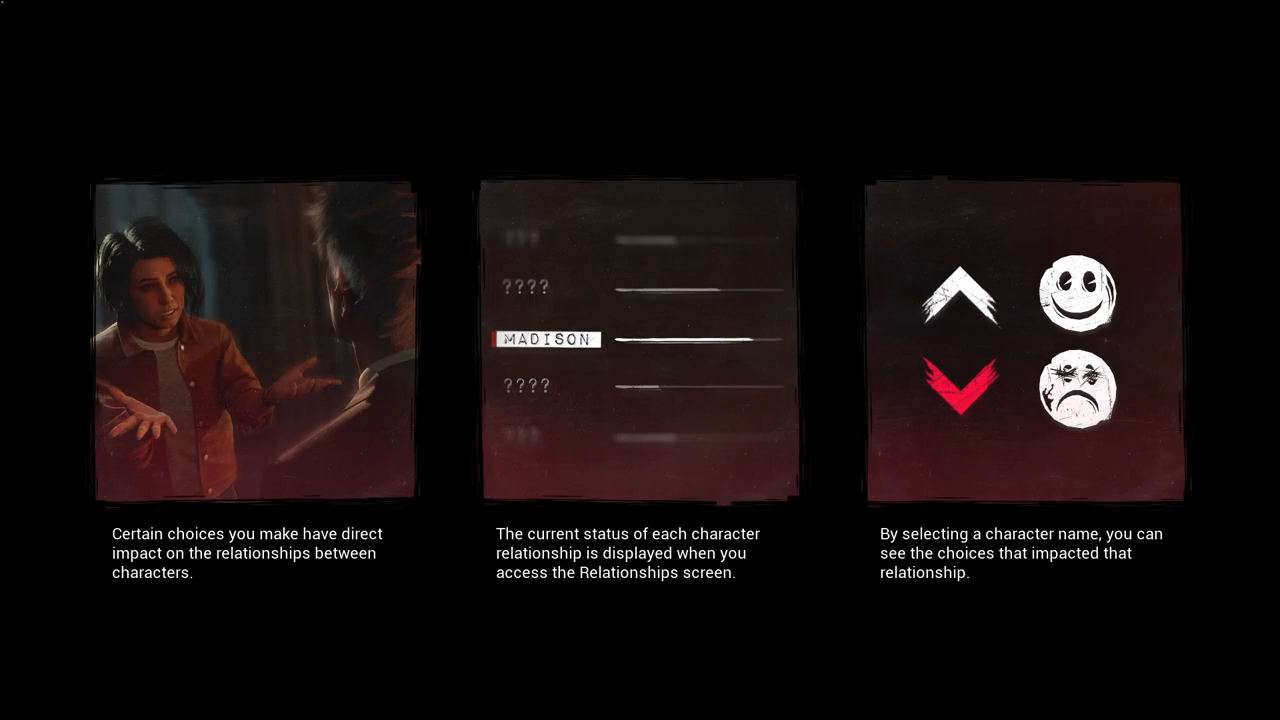 ???
????
MADISON
????
???
Certain choices you make have direct
impact on the relationships between
characters.
The current status of each character
relationship is displayed when you
access the Relationships screen.
By selecting a character name, you can
see the choices that impacted that
relationship.